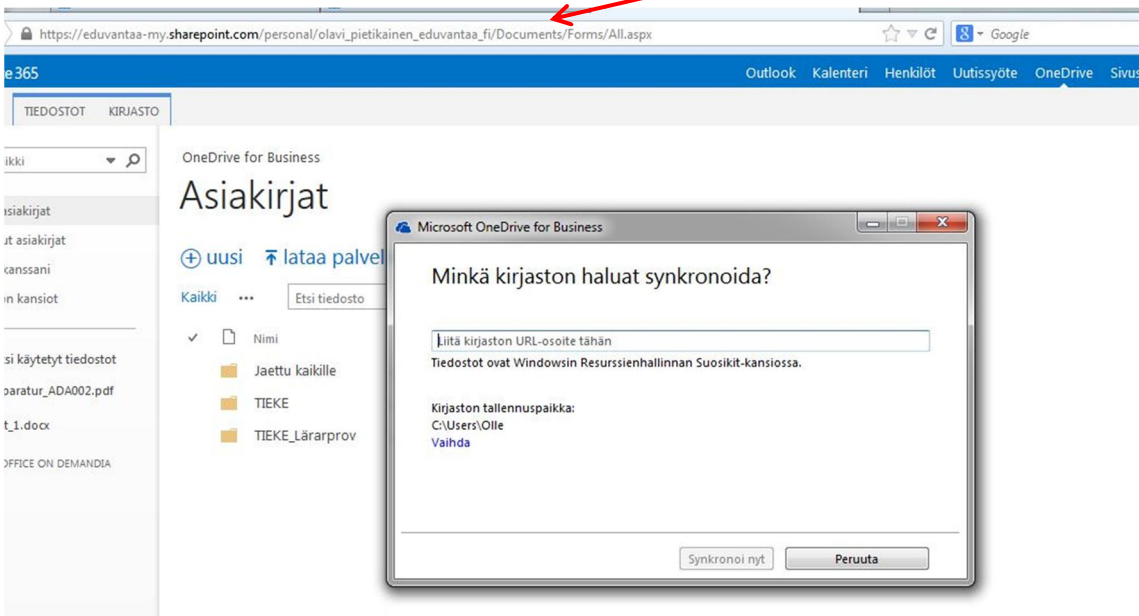 https://eduvantaa-my.sharepoint.com/personal/olavi_pietikainen_eduvantaa_fi/Documents/Forms/All.aspx
8 Google
e 365
Outlook Kalenteri Henkilöt Uutissyöte OneDrive Sivus
TIEDOSTOT KIRJASTO
ikki
asiakirjat
ut asiakirjat
kanssani
n kansiot
si käytetyt tiedostot
paratur_ADA002.pdf
t_1.docx
OFFICE ON DEMANDIA
OneDrive for Business
Asiakirjat
uusi lataa palvel
Kaikki ... Etsi tiedosto
Nimi
Jaettu kaikille
TIEKE
TIEKE_Lärarprov
Microsoft OneDrive for Business
Minkä kirjaston haluat synkronoida?
Liitä kirjaston URL-osoite tähän
Tiedostot ovat Windowsin Resurssienhallinnan Suosikit-kansiossa.
Kirjaston tallennuspaikka:
C:\Users\Olle
Vaihda
Synkronoi nyt Peruuta